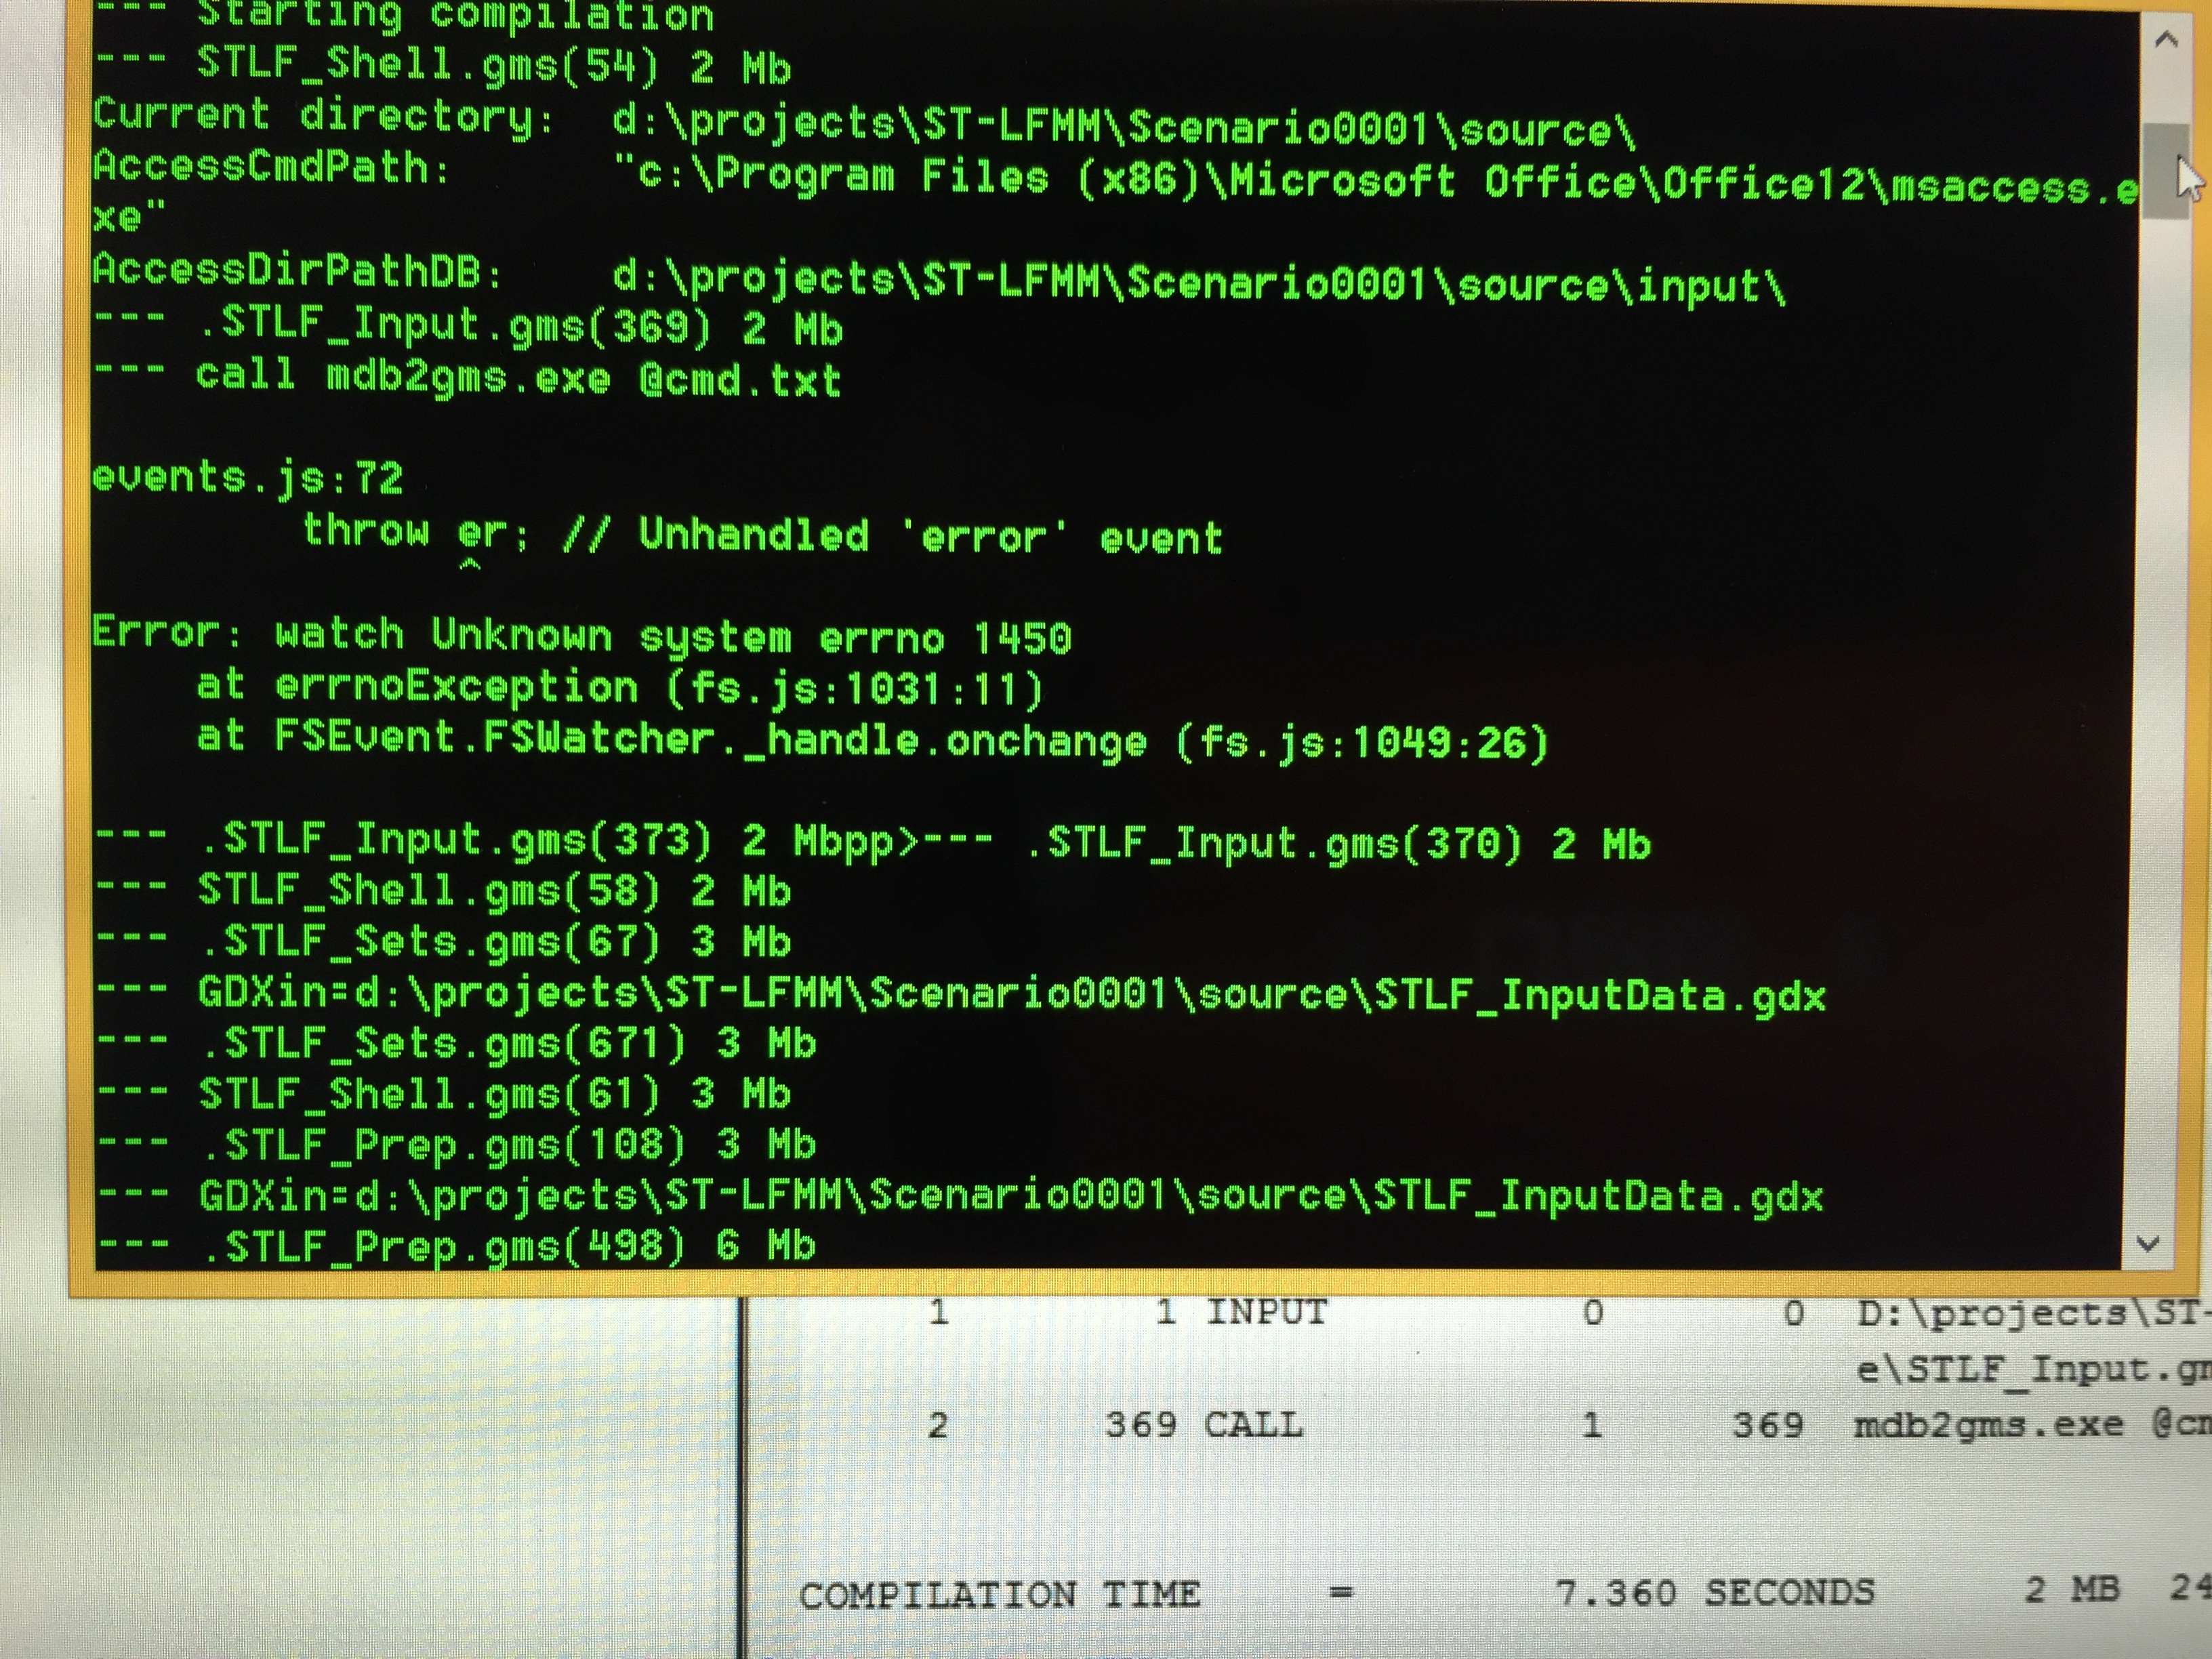 --- Starting compilation
--- STLF_Shell.gms(54) 2 Mb
Current directory:  d:\projects\ST-LFMM\Scenario0001\source\
AccessCmdPath:      "c:\Program Files (x86)\Microsoft Office\Office12\msaccess.e
xe"
AccessDirPathDB:    d:\projects\ST-LFMM\Scenario0001\source\input\
--- .STLF_Input.gms(369) 2 Mb
--- call mdb2gms.exe @cmd.txt
events.js:72
        throw er; // Unhandled 'error' event
              ^
Error: watch Unknown system errno 1450
    at errnoException (fs.js:1031:11)
    at FSEvent.FSWatcher._handle.onchange (fs.js:1049:26)
--- .STLF_Input.gms(373) 2 Mbpp>--- .STLF_Input.gms(370) 2 Mb
--- STLF_Shell.gms(58) 2 Mb
--- .STLF_Sets.gms(67) 3 Mb
--- GDXin=d:\projects\ST-LFMM\Scenario0001\source\STLF_InputData.gdx
--- .STLF_Sets.gms(671) 3 Mb
--- STLF_Shell.gms(61) 3 Mb
--- .STLF_Prep.gms(108) 3 Mb
--- GDXin=d:\projects\ST-LFMM\Scenario0001\source\STLF_InputData.gdx
--- .STLF_Prep.gms(498) 6 Mb
1 1 INPUT 0 0 D:\projects\ST-
e\STLF_Input.gm
2 369 CALL 1 369 mdb2gms.exe @cm
COMPILATION TIME = 7.360 SECONDS 2 MB 24